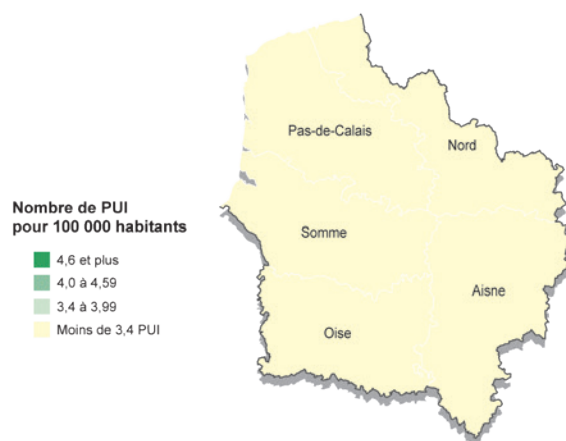 Pas-de-Calais
Nord
Nombre de PUI
pour 100 000 habitants
Somme
4,6 et plus
4,0 à 4,59
3,4 à 3,99
Moins de 3,4 PUI
Aisne
Oise